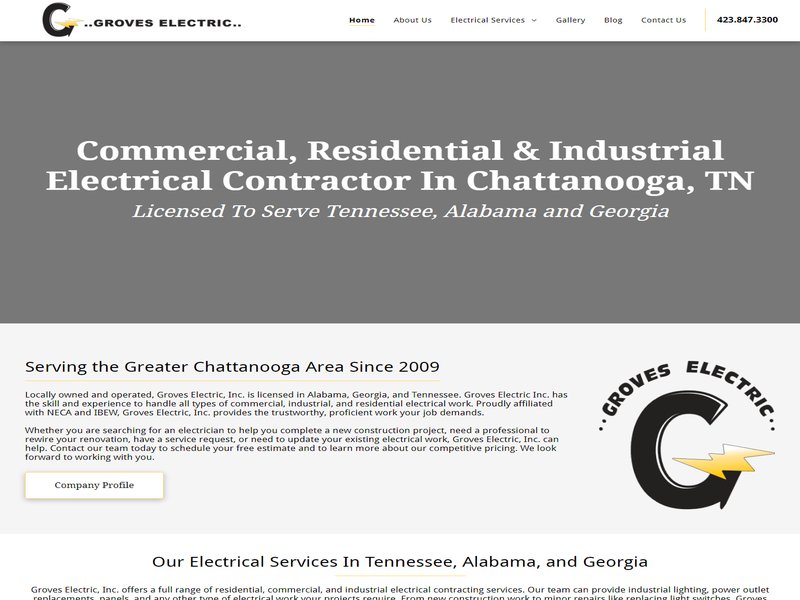 ..GROVES ELECTRIC..
Home About Us Electrical Services Gallery Blog Contact Us 423.847.3300
Commercial, Residential & Industrial
Electrical Contractor In Chattanooga, TN
Licensed To Serve Tennessee, Alabama and Georgia
Serving the Greater Chattanooga Area Since 2009
Locally owned and operated, Groves Electric, Inc. is licensed in Alabama, Georgia, and Tennessee. Groves Electric Inc. has
the skill and experience to handle all types of commercial, industrial, and residential electrical work. Proudly affiliated
with NECA and IBEW, Groves Electric, Inc. provides the trustworthy, proficient work your job demands.
Whether you are searching for an electrician to help you complete a new construction project, need a professional to
rewire your renovation, have a service request, or need to update your existing electrical work, Groves Electric, Inc. can
help. Contact our team today to schedule your free estimate and to learn more about our competitive pricing. We look
forward to working with you.
Company Profile
..GROVES ELECTRIC..
Our Electrical Services In Tennessee, Alabama, and Georgia
Groves Electric, Inc. offers a full range of residential, commercial, and industrial electrical contracting services. Our team can provide industrial lighting, power outlet
replacements, panels, and any other type of electrical work your projects require. From new construction work to minor repairs like replacing light switches, Groves